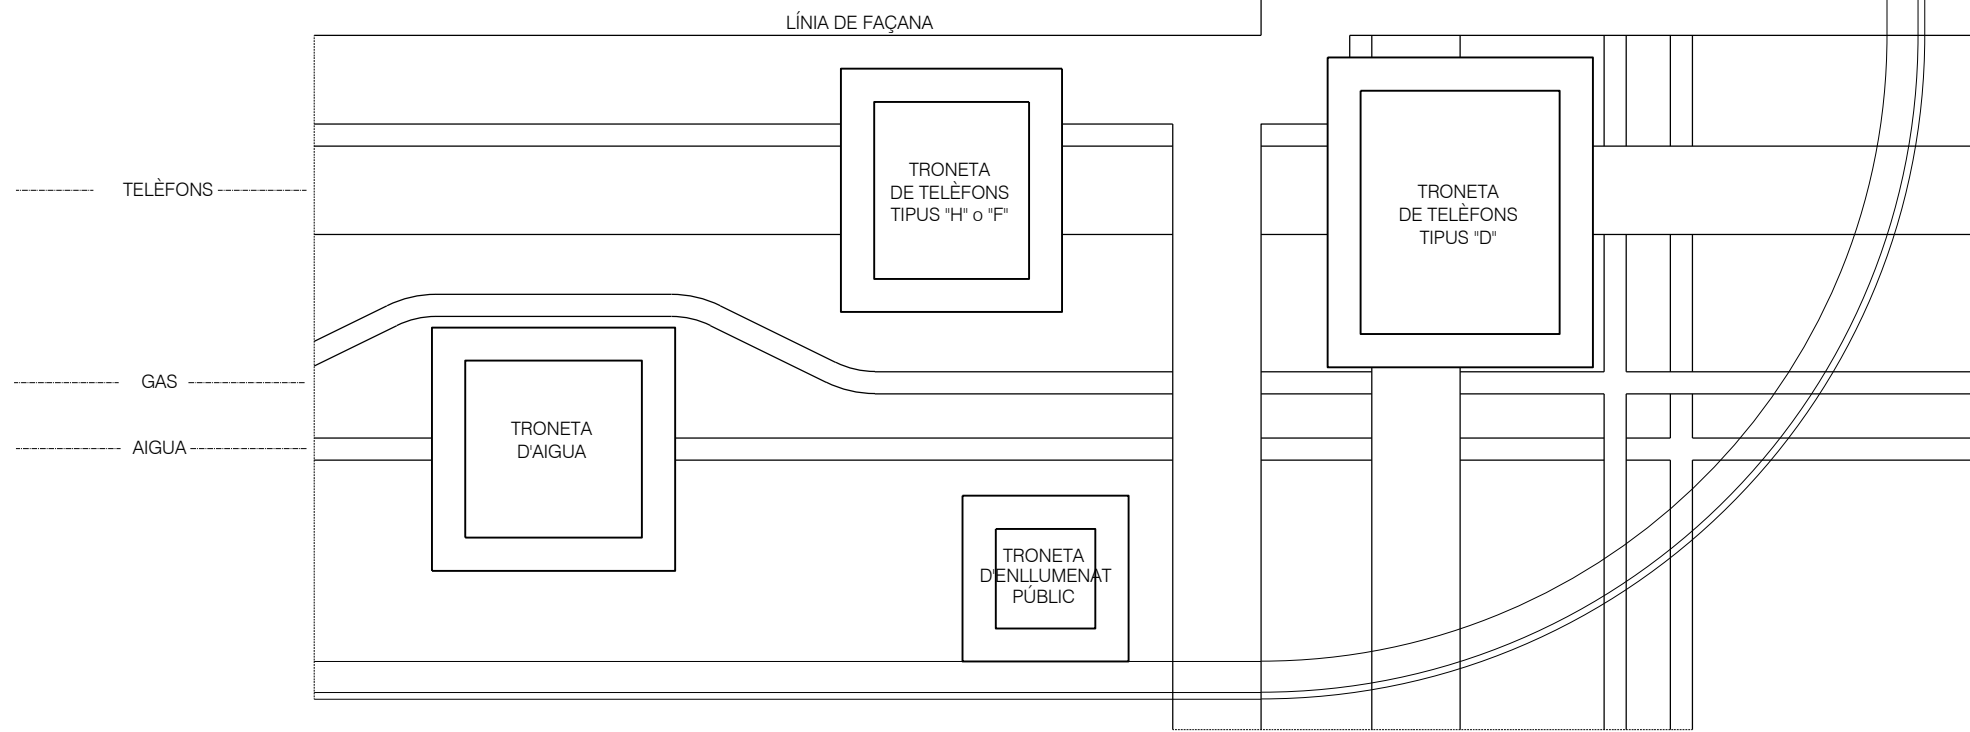 LÍNIA DE FAÇANA
TRONETA
DE TELÈFONS
TIPUS "H" o "F"
TRONETA
DE TELÈFONS
TIPUS "D"
TELÈFONS
GAS
AIGUA
TRONETA
D'AIGUA
TRONETA
D'ENLLUMENAT
PÚBLIC